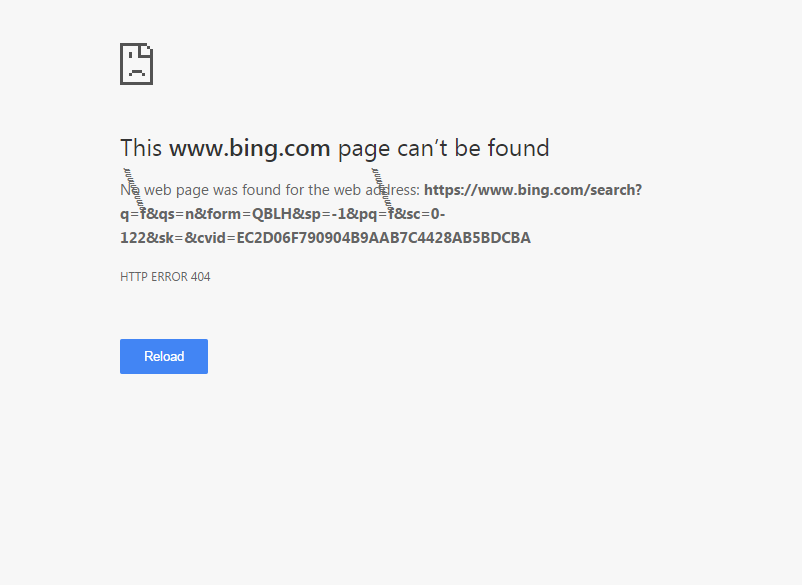 This www.bing.com page can’t be found
No web page was found for the web address: https://www.bing.com/search?
q=f&qs=n&form=QBLH&sp=-1&pq=f&sc=0-
122&sk=&cvid=EC2D06F790904B9AAB7C4428AB5BDCBA
HTTP ERROR 404
Reload